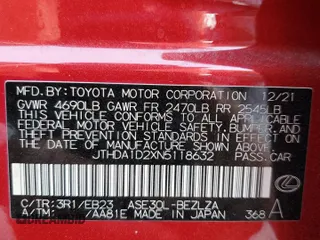 MFD. BY: TOYOTA MOTOR CORPORATION 12/21
GVWR 4690LB GAWR FR 2470LB RR 2545LB
THIS VEHICLE CONFORMS TO ALL APPLICABLE
FEDERAL MOTOR VEHICLE SAFETY, BUMPER, AND
THEFT PREVENTION STANDARDS IN EFFECT ON
THE DATE OF MANUFACTURE SHOWN ABOVE.
JTHDA1D2XN5118632 PASS. CAR
C/TR: 3R1/EB23 ASE30L-BEZLZA
A/TM: -/AA81E MADE IN JAPAN 368 A